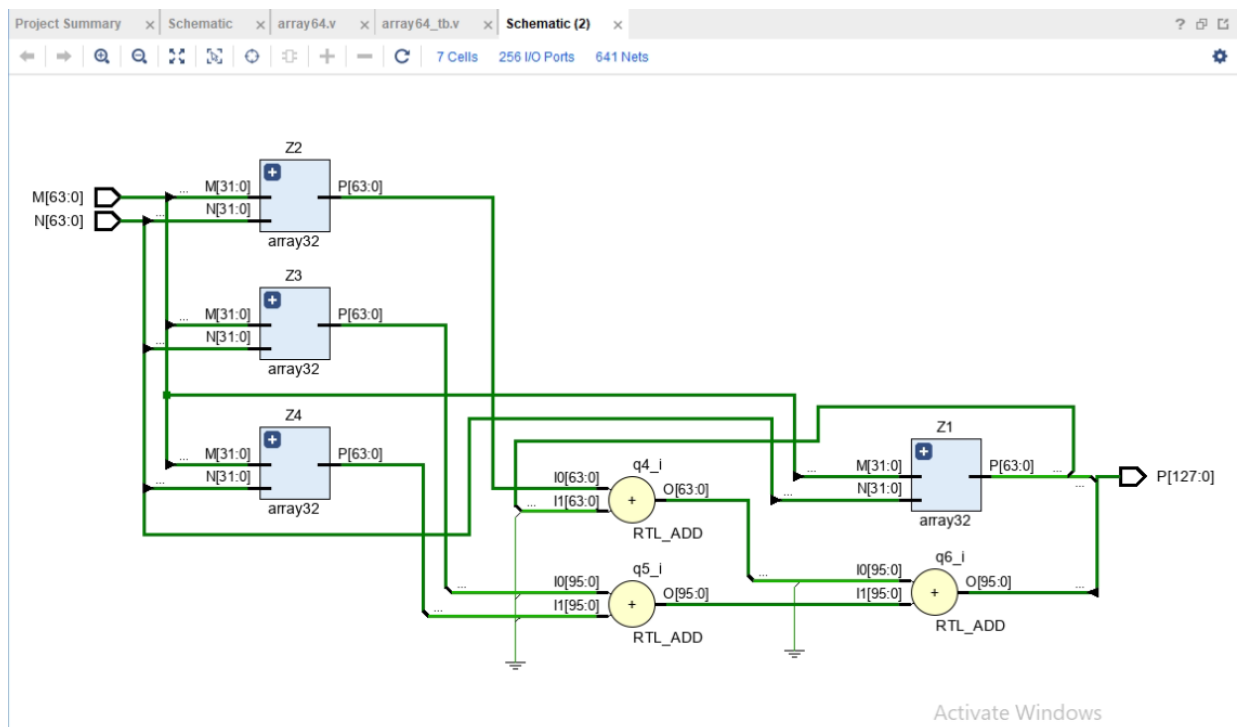 Project Summary × Schematic × array64.v × array64_tb.v × Schematic (2) × ?
7 Cells 256 I/O Ports 641 Nets
Z2
M[63:0] ... M[31:0] P[63:0]
N[63:0] ... N[31:0]
array32
Z3
... M[31:0] P[63:0]
... N[31:0]
array32
Z4
... M[31:0] P[63:0]
... N[31:0]
array32
Z1
... M[31:0] P[63:0] ...
... N[31:0] ... P[127:0]
array32
q4_i
I0[63:0] O[63:0]
... I1[63:0] +
RTL_ADD
q5_i
... I0[95:0] O[95:0]
... I1[95:0] +
RTL_ADD
q6_i
... I0[95:0] O[95:0] ...
I1[95:0] +
RTL_ADD
Activate Windows